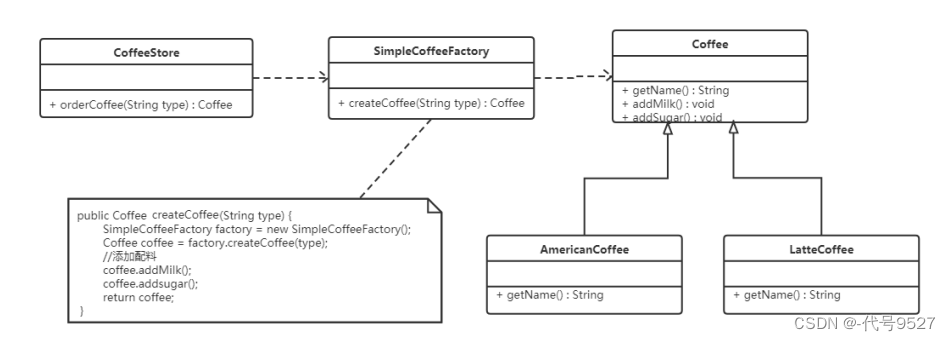 CoffeeStore
+ orderCoffee(String type) : Coffee
SimpleCoffeeFactory
+ createCoffee(String type) : Coffee
Coffee
+ getName() : String
+ addMilk() : void
+ addSugar() : void
public Coffee createCoffee(String type) {
SimpleCoffeeFactory factory = new SimpleCoffeeFactory();
Coffee coffee = factory.createCoffee(type);
//添加配料
coffee.addMilk();
coffee.addsugar();
return coffee;
}
AmericanCoffee
+ getName() : String
LatteCoffee
+ getName() : String
CSDN @-代号9527